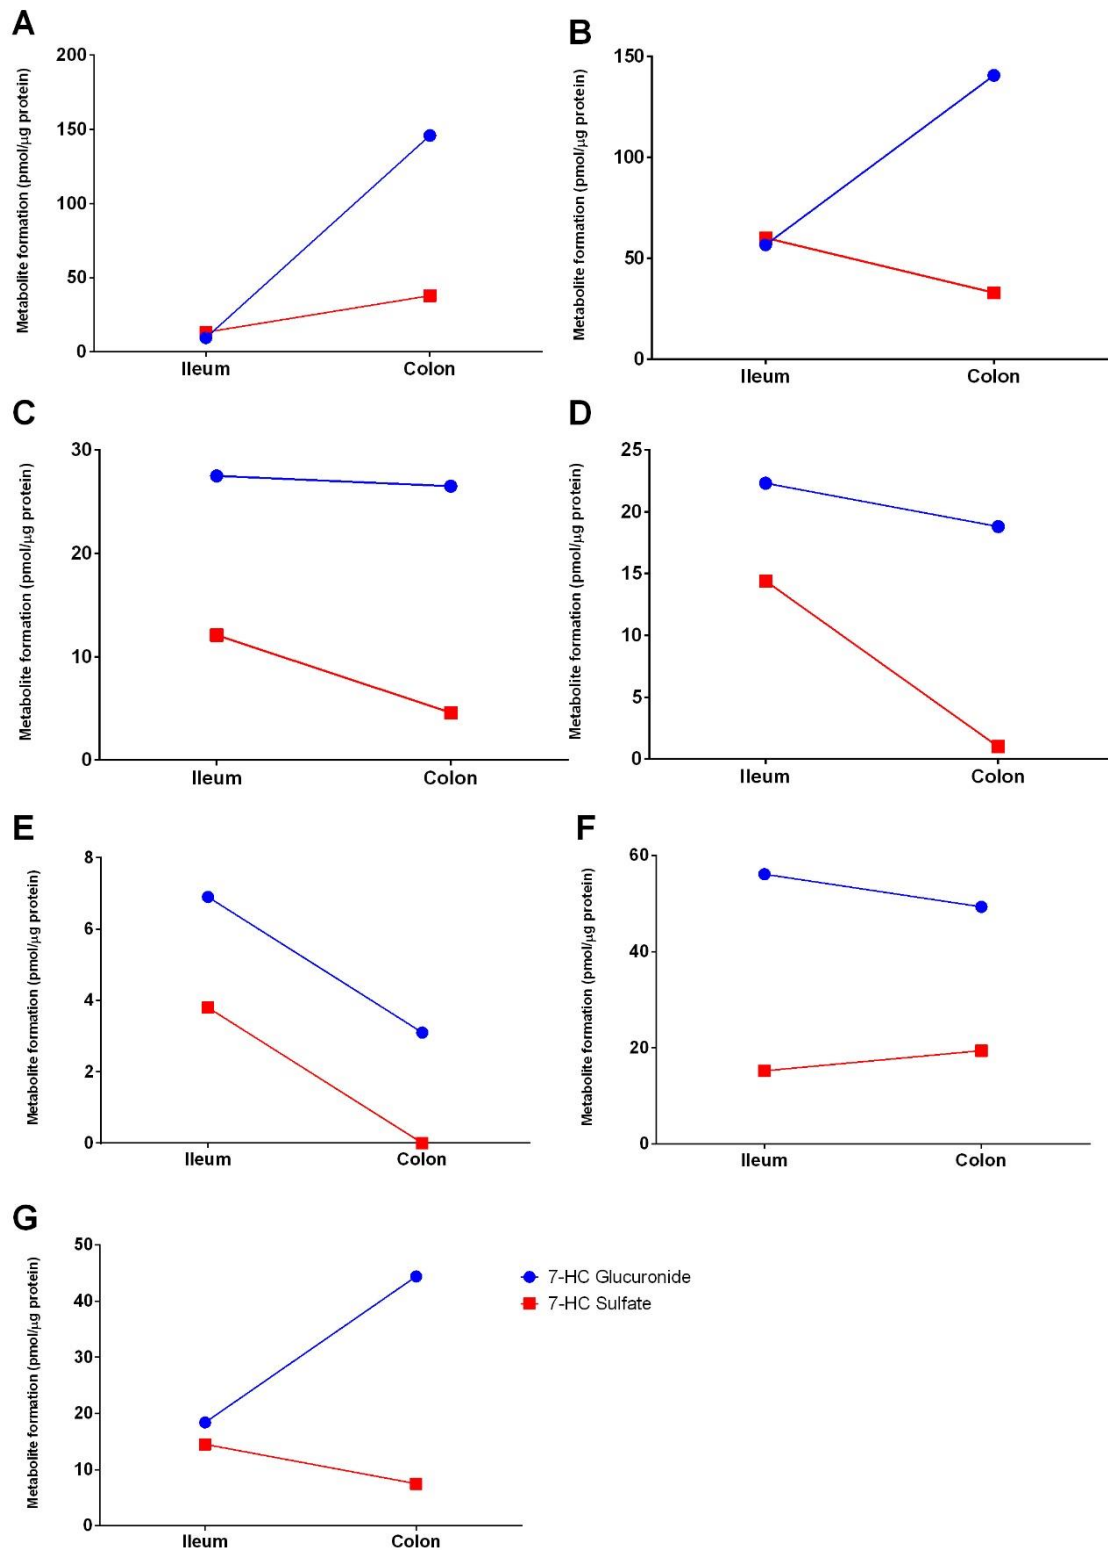 A
Metabolite formation (pmol/µg protein)
200
150
100
50
0
Ileum
Colon
B
Metabolite formation (pmol/µg protein)
150
100
50
0
Ileum
Colon
C
Metabolite formation (pmol/µg protein)
30
20
10
0
Ileum
Colon
D
Metabolite formation (pmol/µg protein)
25
20
15
10
5
0
Ileum
Colon
E
Metabolite formation (pmol/µg protein)
8
6
4
2
0
Ileum
Colon
F
Metabolite formation (pmol/µg protein)
60
40
20
0
Ileum
Colon
G
Metabolite formation (pmol/µg protein)
50
40
30
20
10
0
Ileum
Colon
7-HC Glucuronide
7-HC Sulfate